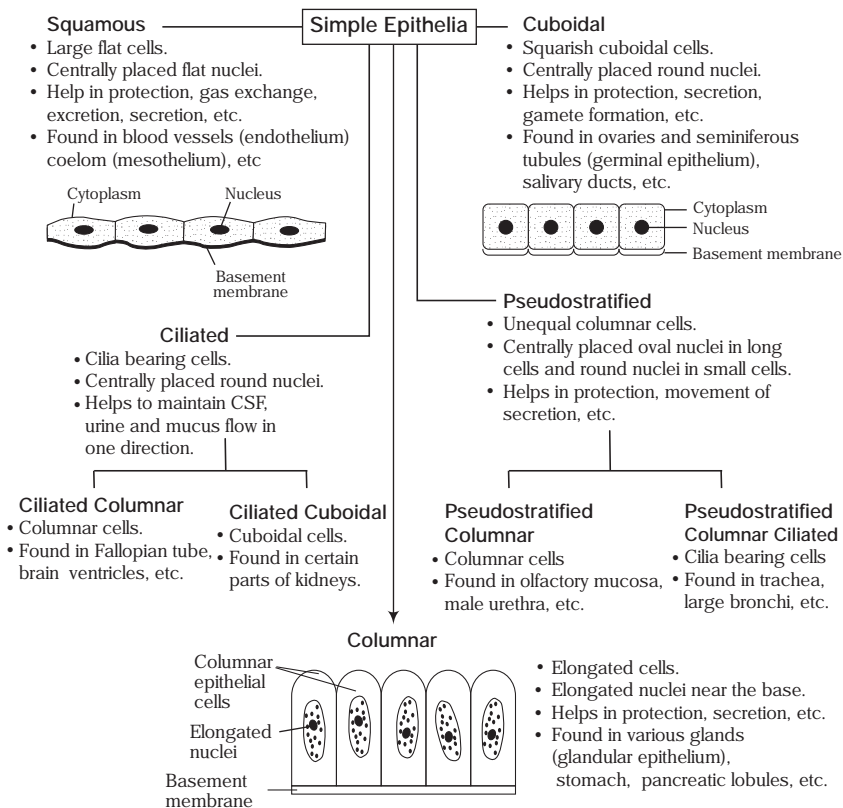 Simple Epithelia
Squamous
• Large flat cells.
• Centrally placed flat nuclei.
• Help in protection, gas exchange,
excretion, secretion, etc.
• Found in blood vessels (endothelium)
coelom (mesothelium), etc
Cytoplasm
Nucleus
Basement
membrane
Cuboidal
• Squarish cuboidal cells.
• Centrally placed round nuclei.
• Helps in protection, secretion,
gamete formation, etc.
• Found in ovaries and seminiferous
tubules (germinal epithelium),
salivary ducts, etc.
Cytoplasm
Nucleus
Basement membrane
Ciliated
• Cilia bearing cells.
• Centrally placed round nuclei.
• Helps to maintain CSF,
urine and mucus flow in
one direction.
Ciliated Columnar
• Columnar cells.
• Found in Fallopian tube,
brain ventricles, etc.
Ciliated Cuboidal
• Cuboidal cells.
• Found in certain
parts of kidneys.
Pseudostratified
• Unequal columnar cells.
• Centrally placed oval nuclei in long
cells and round nuclei in small cells.
• Helps in protection, movement of
secretion, etc.
Pseudostratified
Columnar
• Columnar cells
• Found in olfactory mucosa,
male urethra, etc.
Pseudostratified
Columnar Ciliated
• Cilia bearing cells
• Found in trachea,
large bronchi, etc.
Columnar
Columnar
epithelial
cells
Elongated
nuclei
Basement
membrane
• Elongated cells.
• Elongated nuclei near the base.
• Helps in protection, secretion, etc.
• Found in various glands
(glandular epithelium),
stomach, pancreatic lobules, etc.